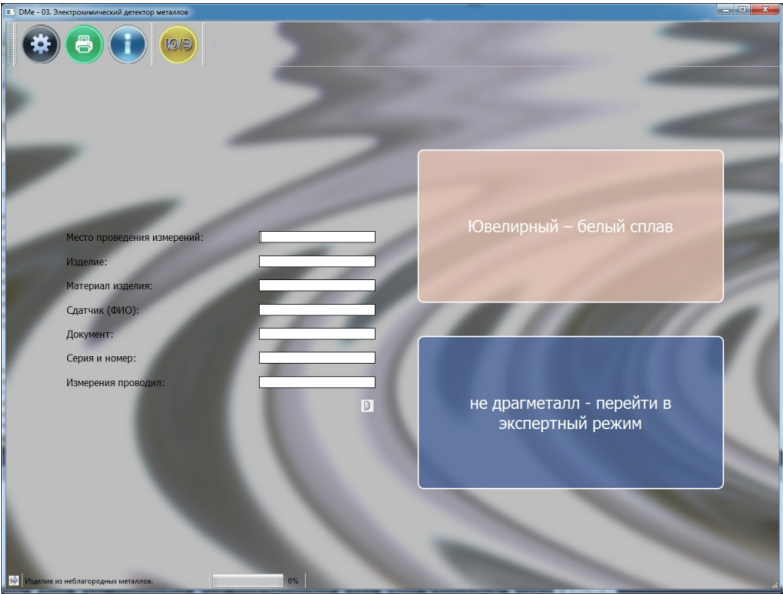 DMe - 03. Электрохимический детектор металлов
Ю/Э
Ювелирный – белый сплав
Место проведения измерений:
Изделие:
Материал изделия:
Сдатчик (ФИО):
Документ:
Серия и номер:
Измерения проводил:
не драгметалл - перейти в
экспертный режим
Изделие из неблагородных металлов.
0%